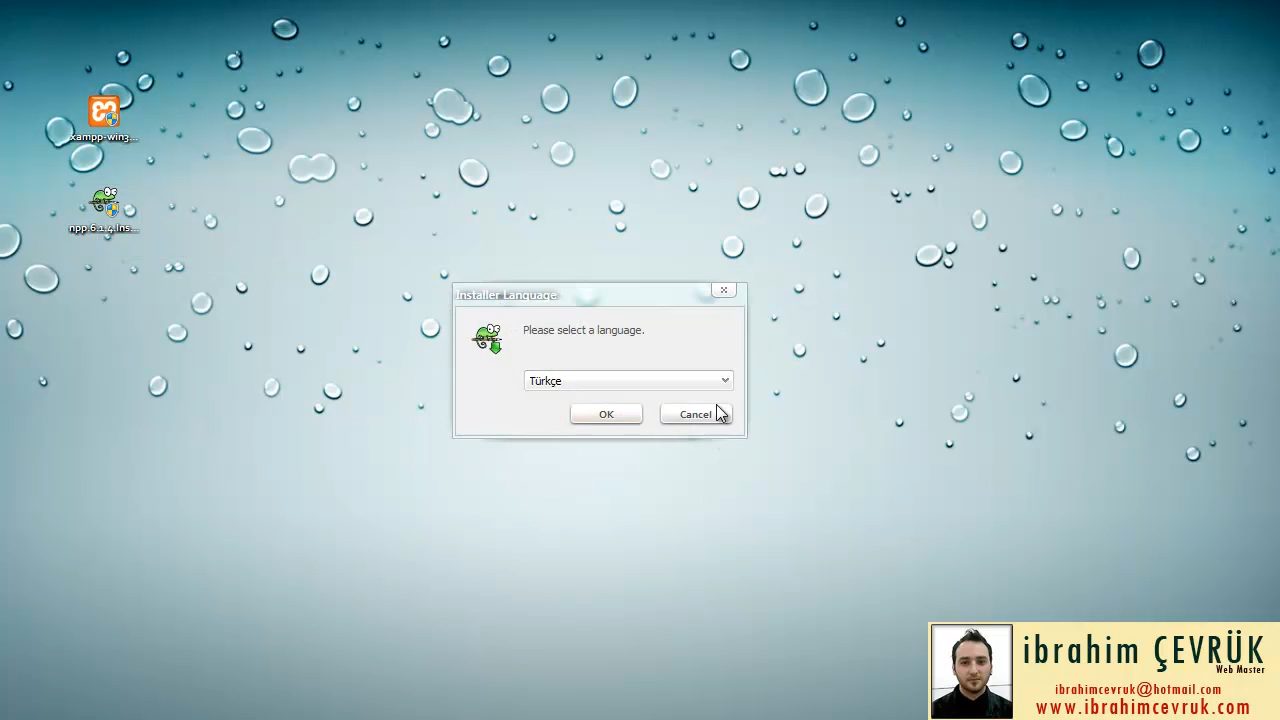 xampp-win3...
npp.6.1.4.Ins...
Installer Language
Please select a language.
Türkçe
OK
Cancel
ibrahim ÇEVRÜK
Web Master
ibrahimcevruk@hotmail.com
www.ibrahimcevruk.com